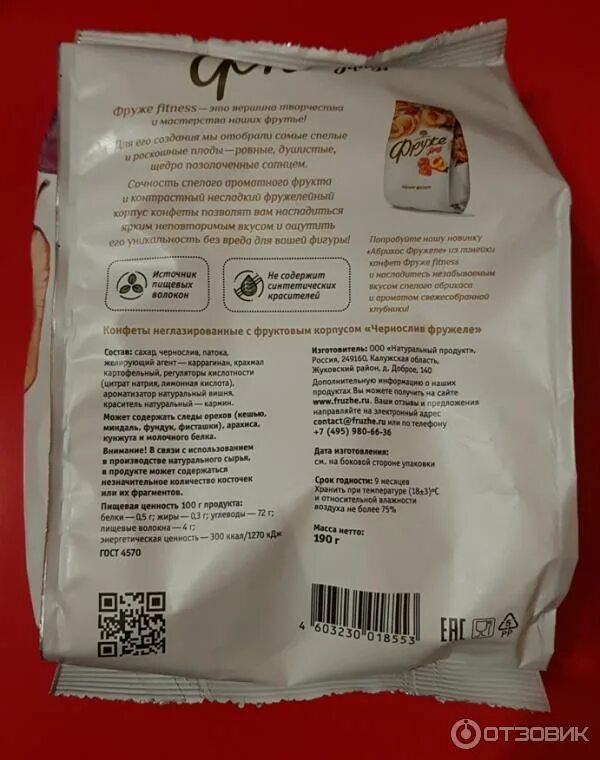 Фруже fitness — это вершина творчества
и мастерства наших фрутье!
Для его создания мы отобрали самые спелые
и роскошные плоды — ровные, душистые,
щедро позолоченные солнцем.
Сочность спелого ароматного фрукта
и контрастный несладкий фружелейный
корпус конфеты позволят вам насладиться
ярким неповторимым вкусом и ощутить
его уникальность без вреда для вашей фигуры!
Фруже
Попробуйте нашу новинку
«Абрикос Фружеле» из линейки
конфет Фруже fitness
и насладитесь незабываемым
вкусом спелого абрикоса
и ароматом свежесобранной
клубники!
Источник
пищевых
волокон
Не содержит
синтетических
красителей
Конфеты неглазированные с фруктовым корпусом «Чернослив фружеле»
Состав: сахар, чернослив, патока,
желирующий агент — каррагинан, крахмал
картофельный, регуляторы кислотности
(цитрат натрия, лимонная кислота),
ароматизатор натуральный вишня,
краситель натуральный — кармин.
Может содержать следы орехов (кешью,
миндаль, фундук, фисташки), арахиса,
кунжута и молочного белка.
Внимание! В связи с использованием
в производстве натурального сырья,
в продукте может содержаться
незначительное количество косточек
или их фрагментов.
Пищевая ценность 100 г продукта:
белки — 0,5 г; жиры — 0,3 г; углеводы — 72 г;
пищевые волокна — 4 г;
энергетическая ценность — 300 ккал/1270 кДж
ГОСТ 4570
Изготовитель: ООО «Натуральный продукт»,
Россия, 249160, Калужская область,
Жуковский район, д. Доброе, 140
Дополнительную информацию о наших
продуктах Вы можете получить на сайте
www.fruzhe.ru. Ваши отзывы и предложения
направляйте на электронный адрес
contact@fruzhe.ru или по телефону
+7 (495) 980-66-36
Дата изготовления:
см. на боковой стороне упаковки
Срок годности: 9 месяцев
Хранить при температуре (18±3)°C
и относительной влажности
воздуха не более 75%
Масса нетто:
190 г
4 603230 018553
EAC
5
PP
ОТЗОВИК